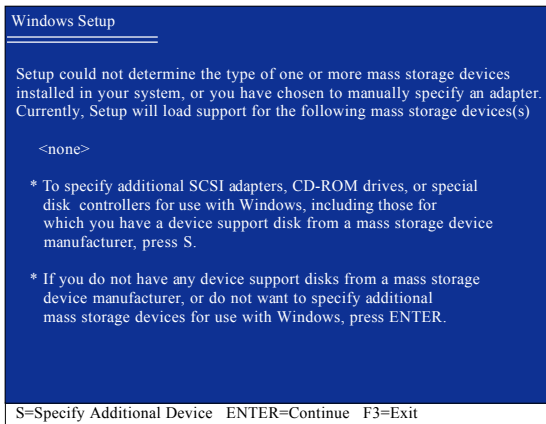 Windows Setup
Setup could not determine the type of one or more mass storage devices
installed in your system, or you have chosen to manually specify an adapter.
Currently, Setup will load support for the following mass storage devices(s)
<none>
* To specify additional SCSI adapters, CD-ROM drives, or special
disk controllers for use with Windows, including those for
which you have a device support disk from a mass storage device
manufacturer, press S.
* If you do not have any device support disks from a mass storage
device manufacturer, or do not want to specify additional
mass storage devices for use with Windows, press ENTER.
S=Specify Additional Device ENTER=Continue F3=Exit